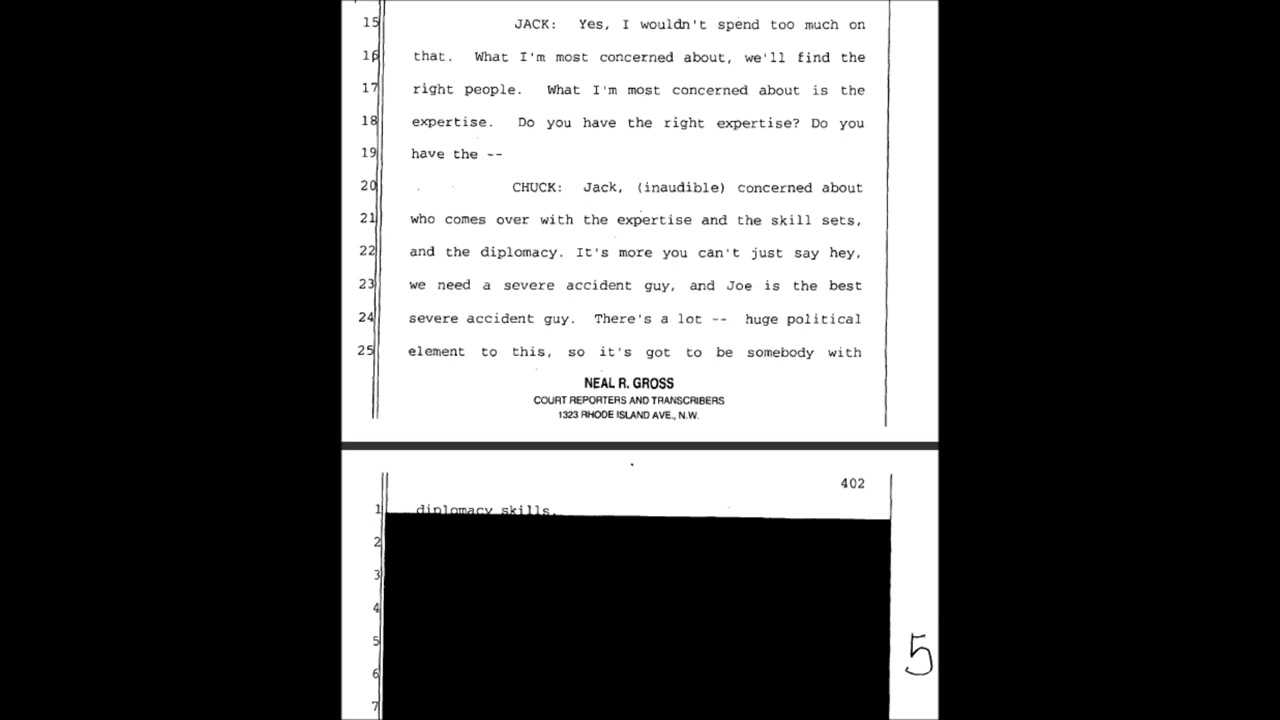 15 JACK: Yes, I wouldn't spend too much on
16 that. What I'm most concerned about, we'll find the
17 right people. What I'm most concerned about is the
18 expertise. Do you have the right expertise? Do you
19 have the --
20 CHUCK: Jack, (inaudible) concerned about
21 who comes over with the expertise and the skill sets,
22 and the diplomacy. It's more you can't just say hey,
23 we need a severe accident guy, and Joe is the best
24 severe accident guy. There's a lot -- huge political
25 element to this, so it's got to be somebody with
NEAL R. GROSS
COURT REPORTERS AND TRANSCRIBERS
1323 RHODE ISLAND AVE., N.W.
402
1 diplomacy skills.
2
3
4
5
6
7
5